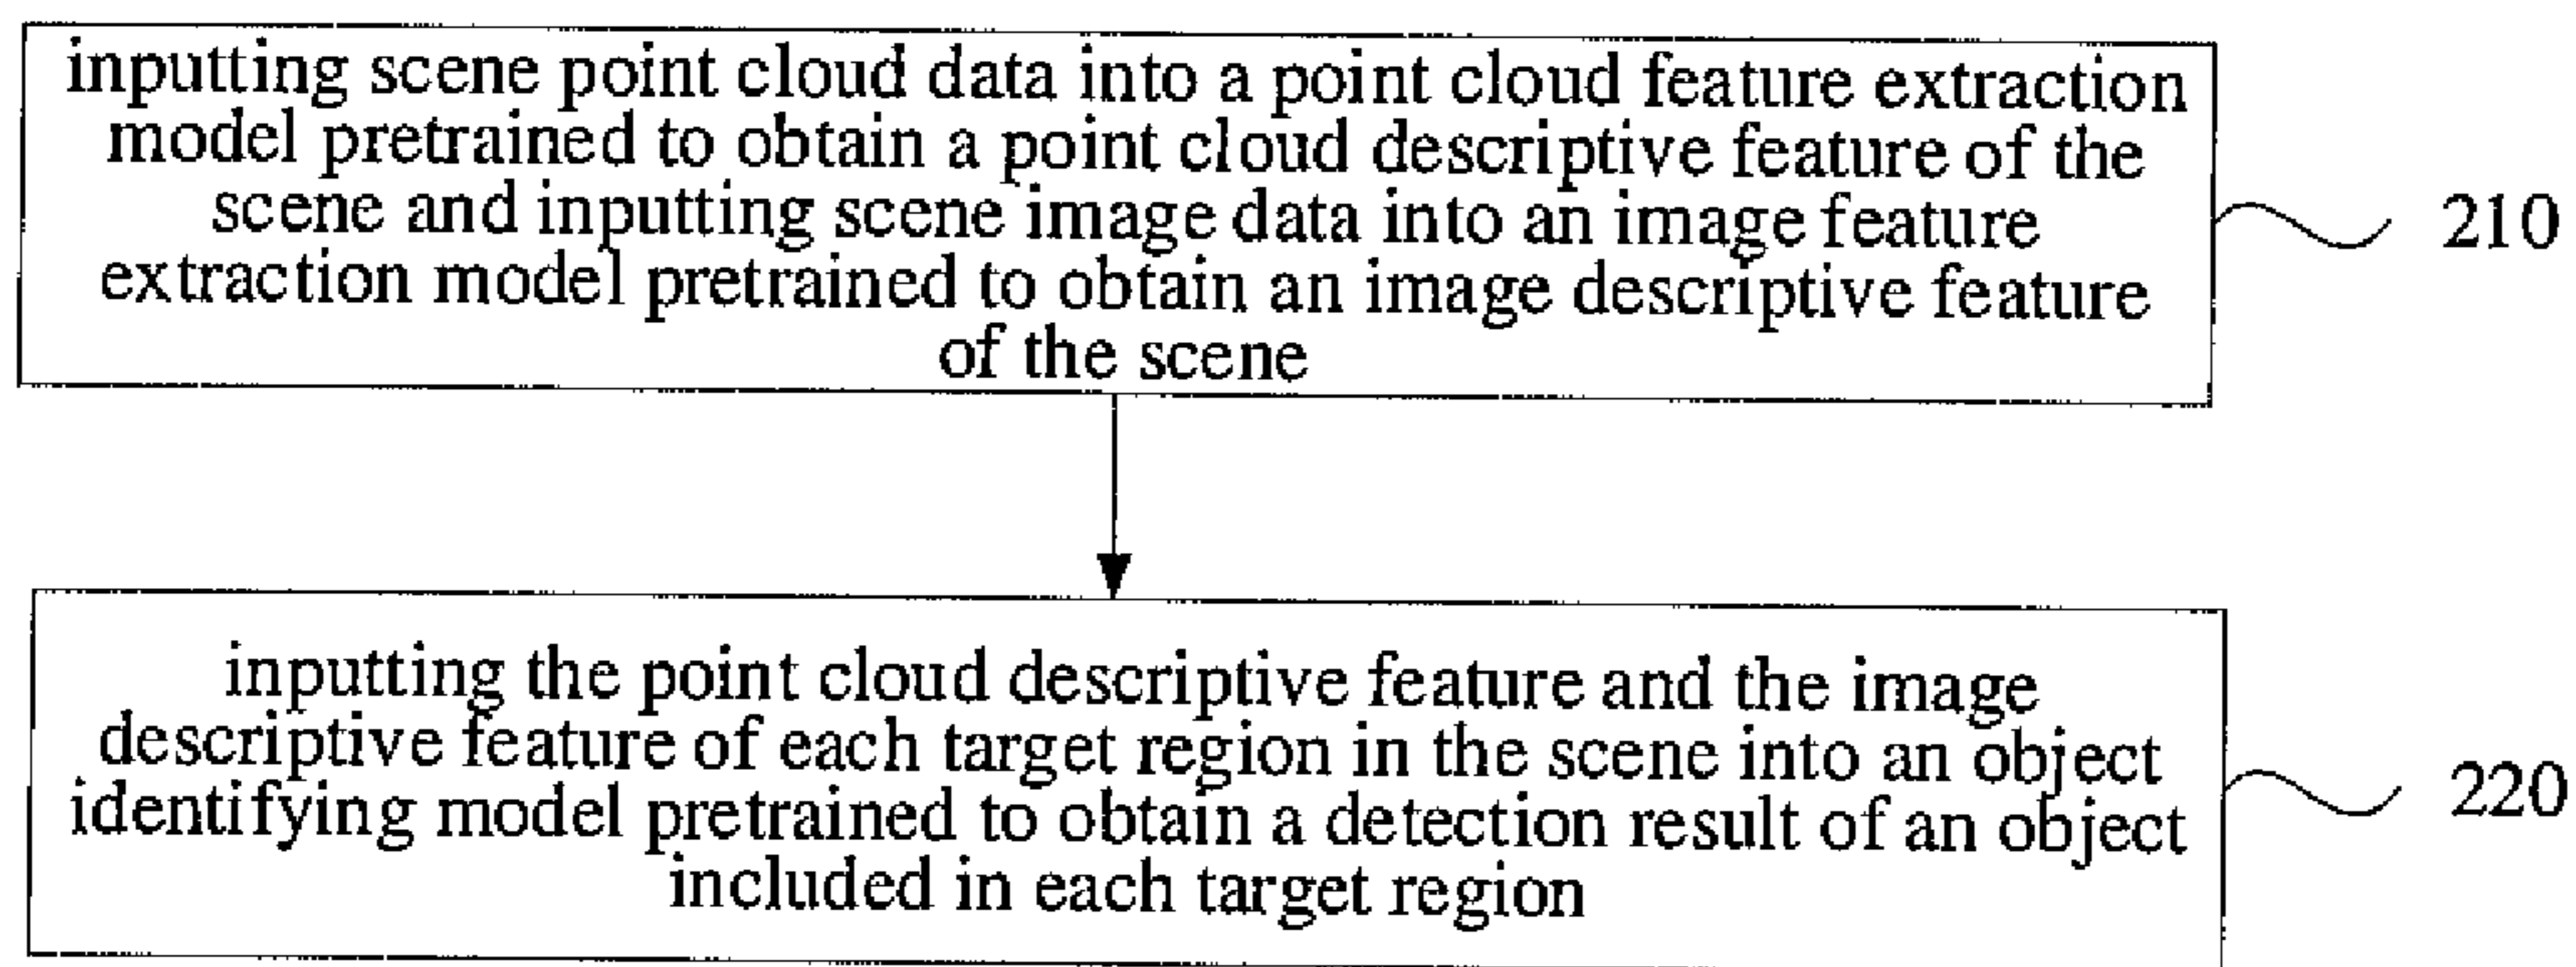 inputting scene point cloud data into a point cloud feature extraction
model pretrained to obtain a point cloud descriptive feature of the
scene and inputting scene image data into an image feature
extraction model pretrained to obtain an image descriptive feature
of the scene
210
inputting the point cloud descriptive feature and the image
descriptive feature of each target region in the scene into an object
identifying model pretrained to obtain a detection result of an object
included in each target region
220